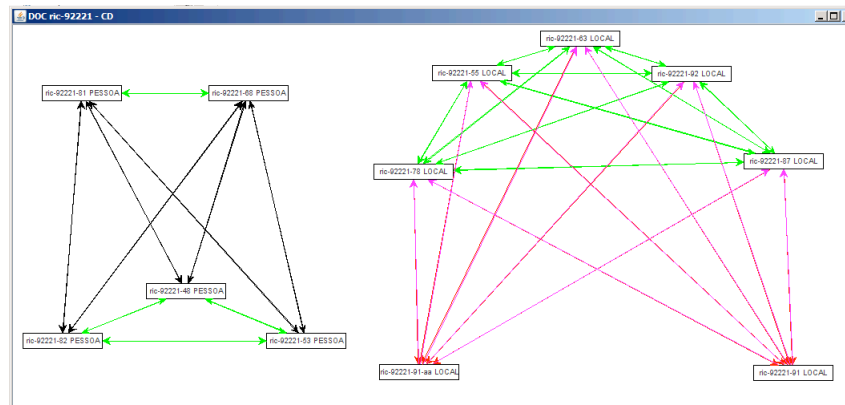 DOC ric-92221 - CD
ric-92221-63 LOCAL
ric-92221-55 LOCAL
ric-92221-92 LOCAL
ric-92221-81 PESSOA
ric-92221-68 PESSOA
ric-92221-87 LOCAL
ric-92221-78 LOCAL
ric-92221-48 PESSOA
ric-92221-82 PESSOA
ric-92221-53 PESSOA
ric-92221-91-aa LOCAL
ric-92221-91 LOCAL